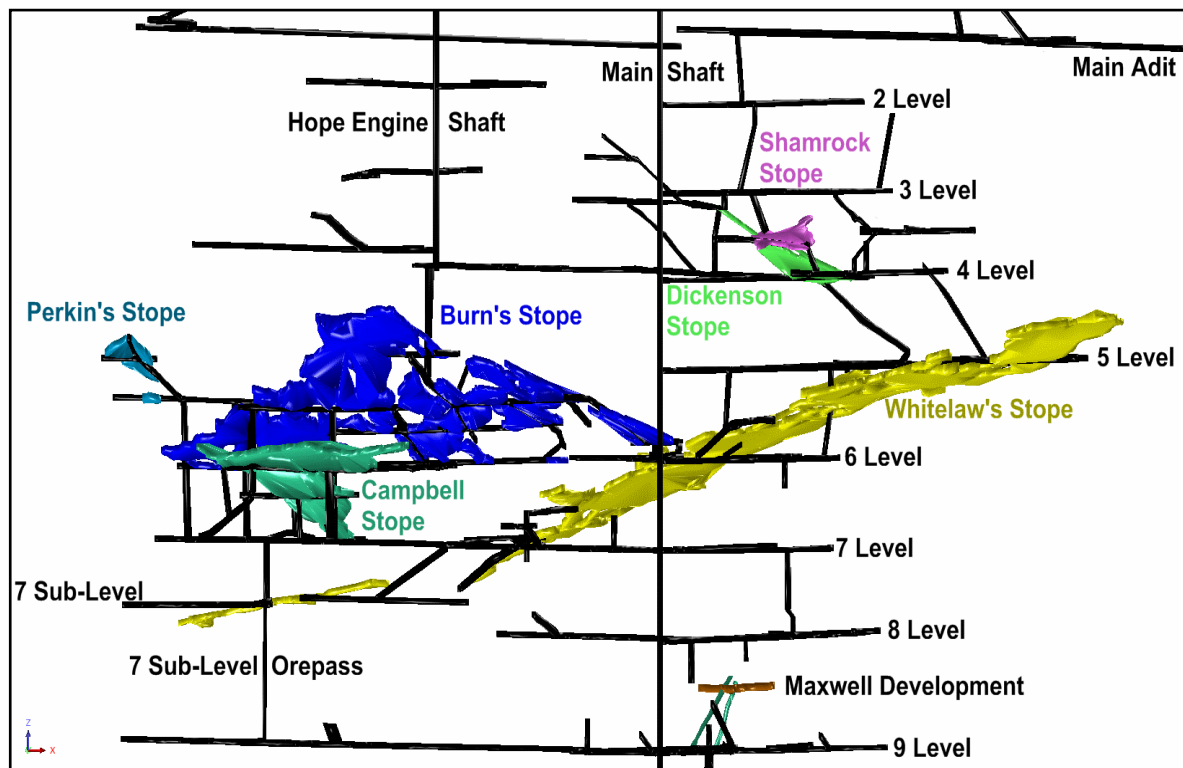 Main Shaft
Main Adit
2 Level
Hope Engine Shaft
Shamrock
Stope
3 Level
4 Level
Dickenson
Stope
Perkin's Stope
Burn's Stope
5 Level
Whitelaw's Stope
6 Level
Campbell
Stope
7 Level
7 Sub-Level
8 Level
7 Sub-Level Orepass
Maxwell Development
9 Level
Z
X